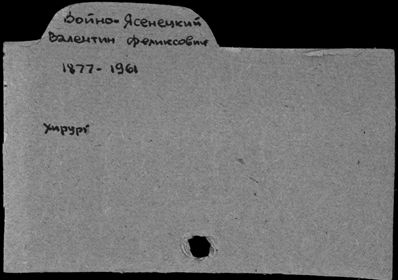 Войно-Ясенецкий
Валентин Феликсович
1877-1961
хирург